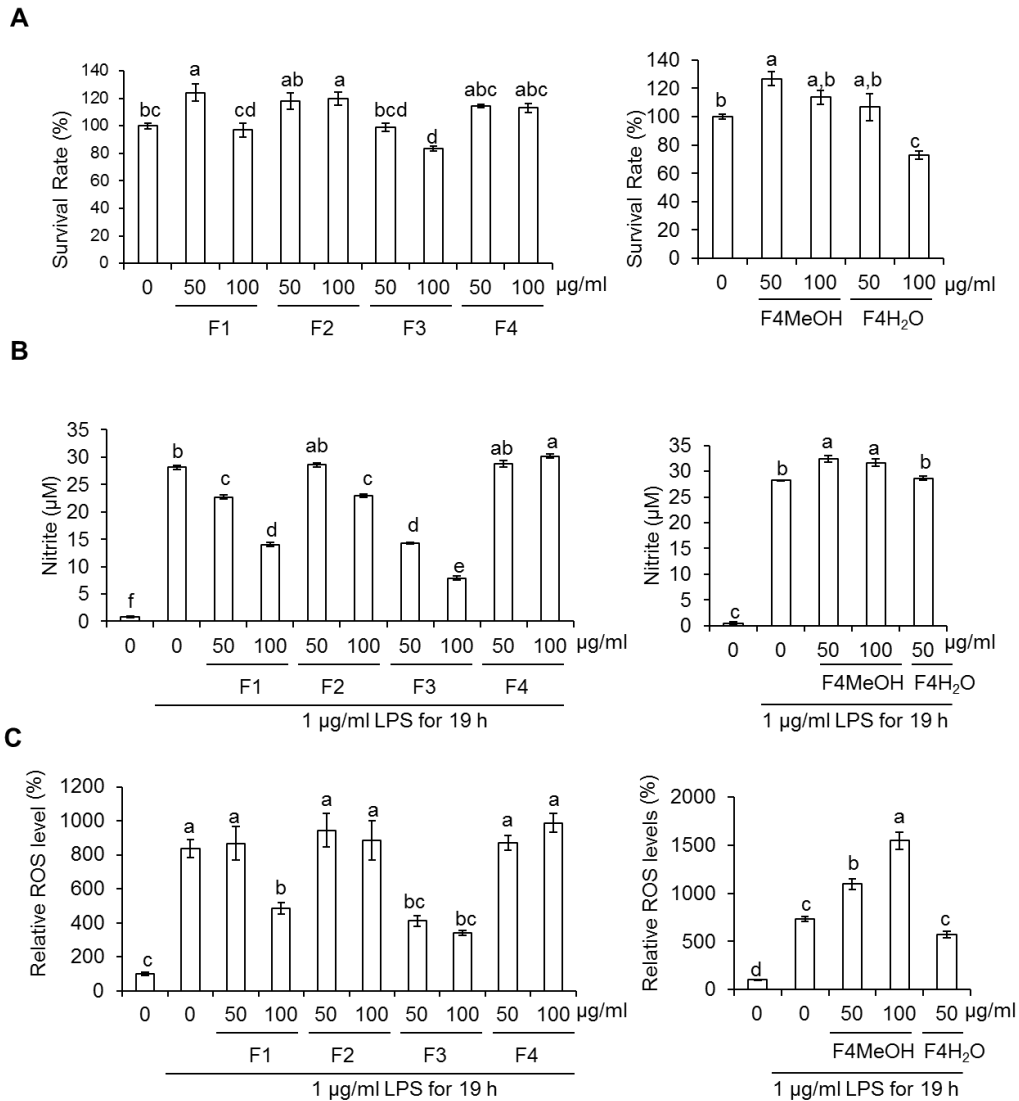 A
Survival Rate (%)
140
120
100
80
60
40
20
0
bc
a
cd
ab
a
bcd
d
abc
abc
0 50 100 50 100 50 100 50 100 µg/ml
F1 F2 F3 F4
Survival Rate (%)
140
120
100
80
60
40
20
0
b
a
a,b
a,b
c
0 50 100 50 100 µg/ml
F4MeOH F4H₂O
B
Nitrite (µM)
35
30
25
20
15
10
5
0
f
b
c
d
ab
c
d
e
ab
a
0 0 50 100 50 100 50 100 50 100 µg/ml
F1 F2 F3 F4
1 µg/ml LPS for 19 h
Nitrite (µM)
35
30
25
20
15
10
5
0
c
b
a
a
b
0 0 50 100 50 µg/ml
F4MeOH F4H₂O
1 µg/ml LPS for 19 h
C
Relative ROS level (%)
1200
1000
800
600
400
200
0
c
a
a
b
a
a
bc
bc
a
a
0 0 50 100 50 100 50 100 50 100 µg/ml
F1 F2 F3 F4
1 µg/ml LPS for 19 h
Relative ROS levels (%)
2000
1500
1000
500
0
d
c
b
a
c
0 0 50 100 50 µg/ml
F4MeOH F4H₂O
1 µg/ml LPS for 19 h